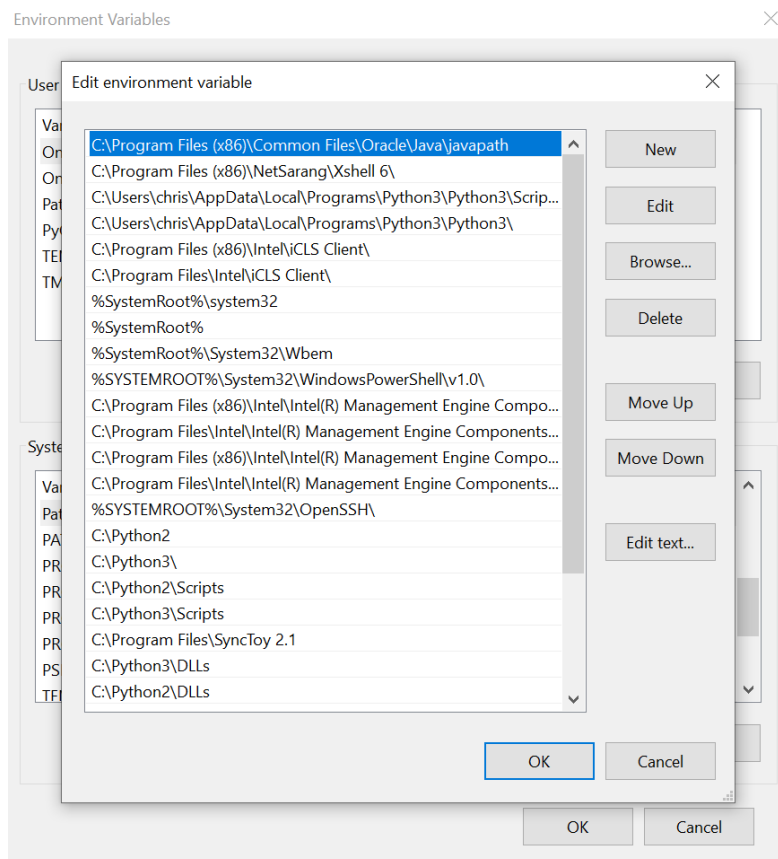 Environment Variables
User
Edit environment variable
C:\Program Files (x86)\Common Files\Oracle\Java\javapath
C:\Program Files (x86)\NetSarang\Xshell 6\
C:\Users\chris\AppData\Local\Programs\Python3\Python3\Scrip...
C:\Users\chris\AppData\Local\Programs\Python3\Python3\
C:\Program Files (x86)\Intel\iCLS Client\
C:\Program Files\Intel\iCLS Client\
%SystemRoot%\system32
%SystemRoot%
%SystemRoot%\System32\Wbem
%SYSTEMROOT%\System32\WindowsPowerShell\v1.0\
C:\Program Files (x86)\Intel\Intel(R) Management Engine Compo...
C:\Program Files\Intel\Intel(R) Management Engine Components...
C:\Program Files (x86)\Intel\Intel(R) Management Engine Compo...
C:\Program Files\Intel\Intel(R) Management Engine Components...
%SYSTEMROOT%\System32\OpenSSH\
C:\Python2
C:\Python3\
C:\Python2\Scripts
C:\Python3\Scripts
C:\Program Files\SyncToy 2.1
C:\Python3\DLLs
C:\Python2\DLLs
New
Edit
Browse...
Delete
Move Up
Move Down
Edit text...
OK
Cancel
OK
Cancel